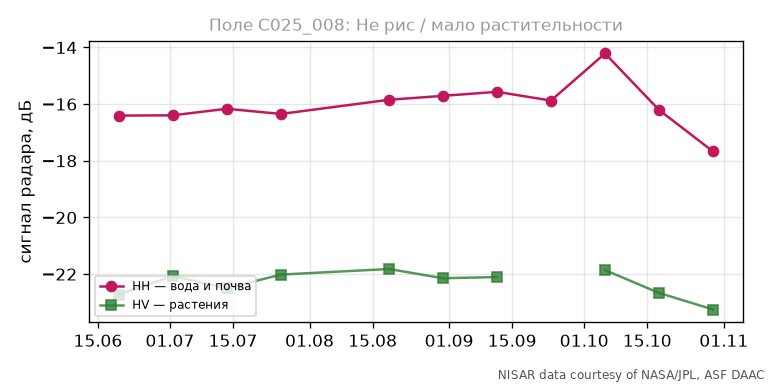 Поле C025_008: Не рис / мало растительности
сигнал радара, дБ
−14
−16
−18
−20
−22
HH — вода и почва
HV — растения
15.06 01.07 15.07 01.08 15.08 01.09 15.09 01.10 15.10 01.11
NISAR data courtesy of NASA/JPL, ASF DAAC